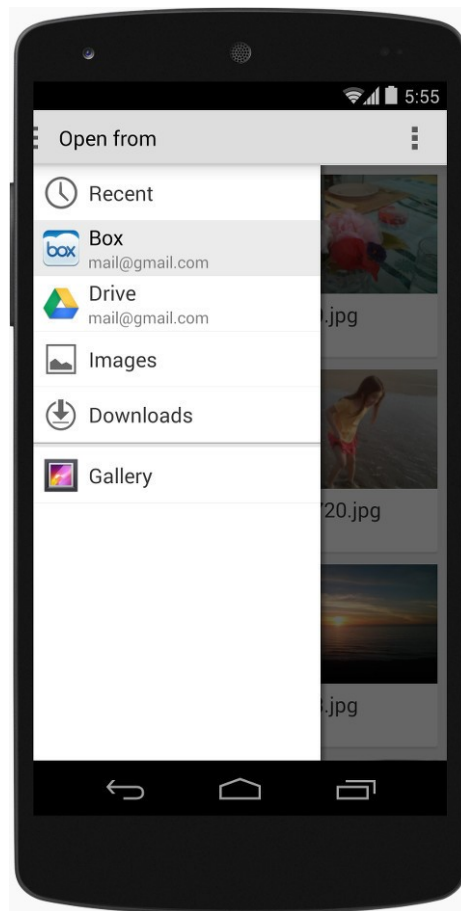 5:55
Open from
Recent
box
Box
mail@gmail.com
Drive
mail@gmail.com
Images
Downloads
Gallery
.jpg
720.jpg
.jpg